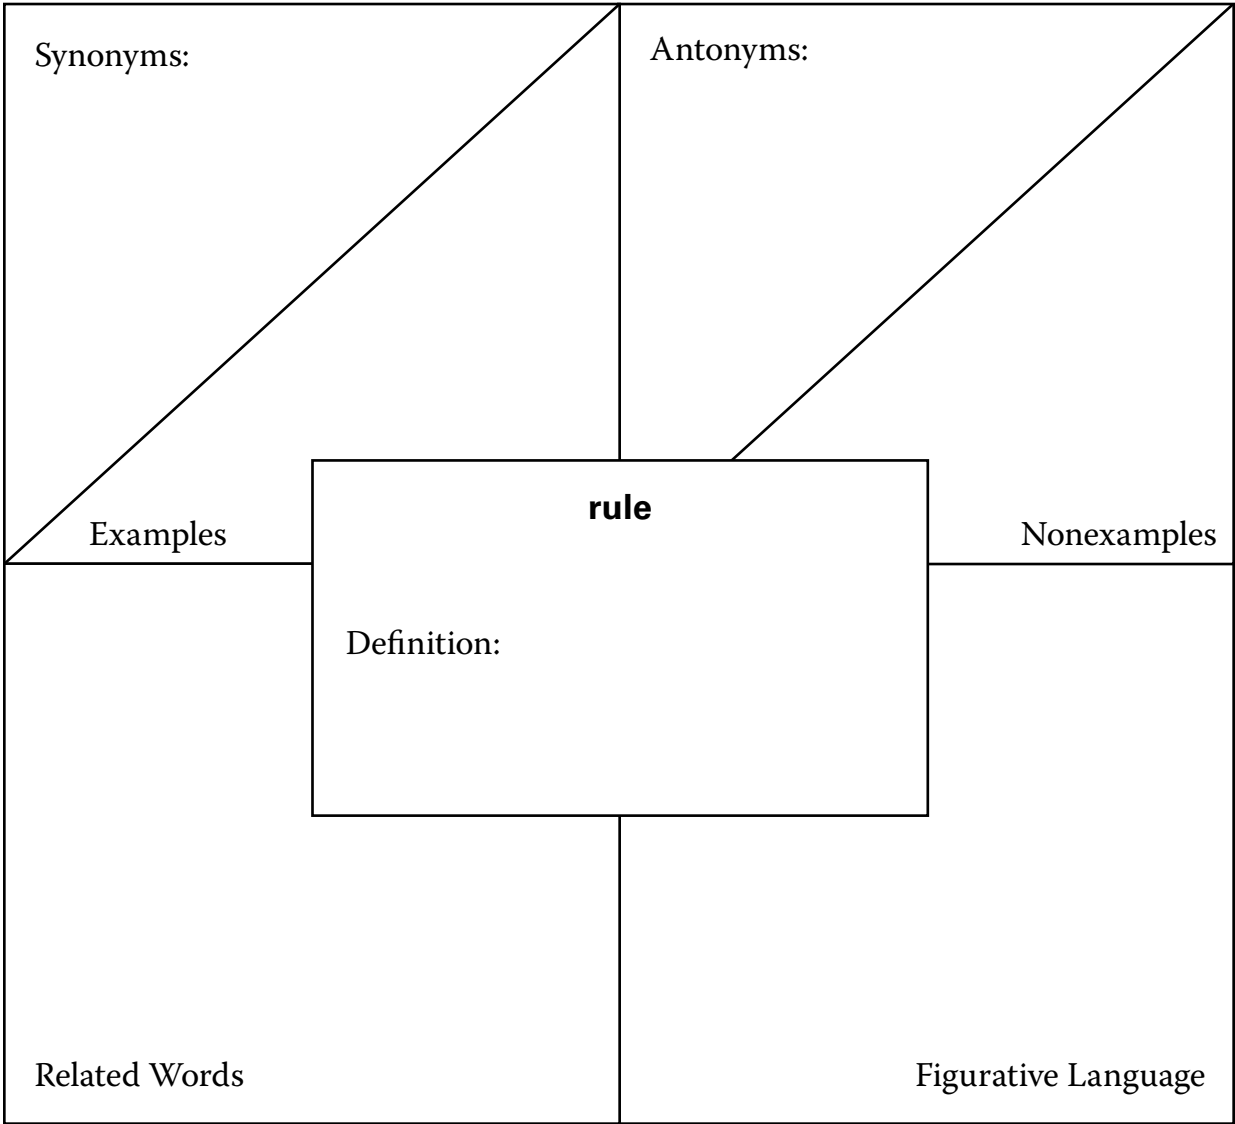 Synonyms:
Antonyms:
Examples
Nonexamples
rule
Definition:
Related Words
Figurative Language